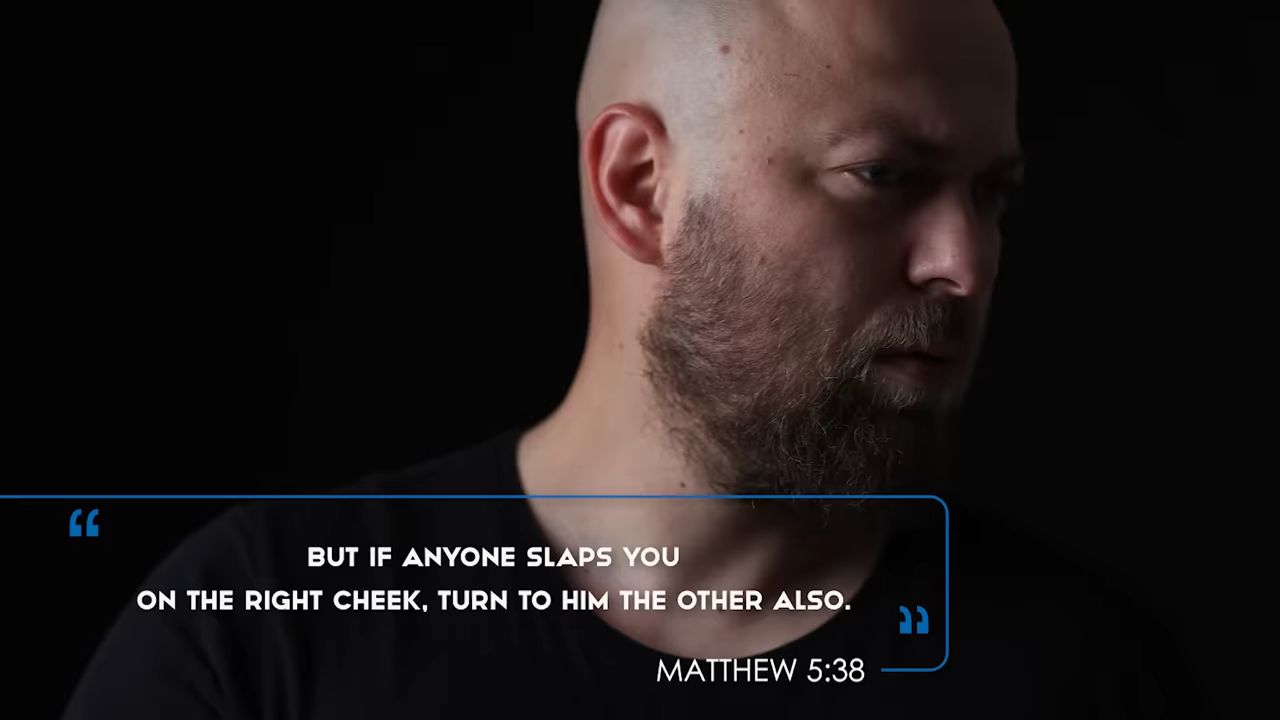 “
BUT IF ANYONE SLAPS YOU
ON THE RIGHT CHEEK, TURN TO HIM THE OTHER ALSO.
”
MATTHEW 5:38